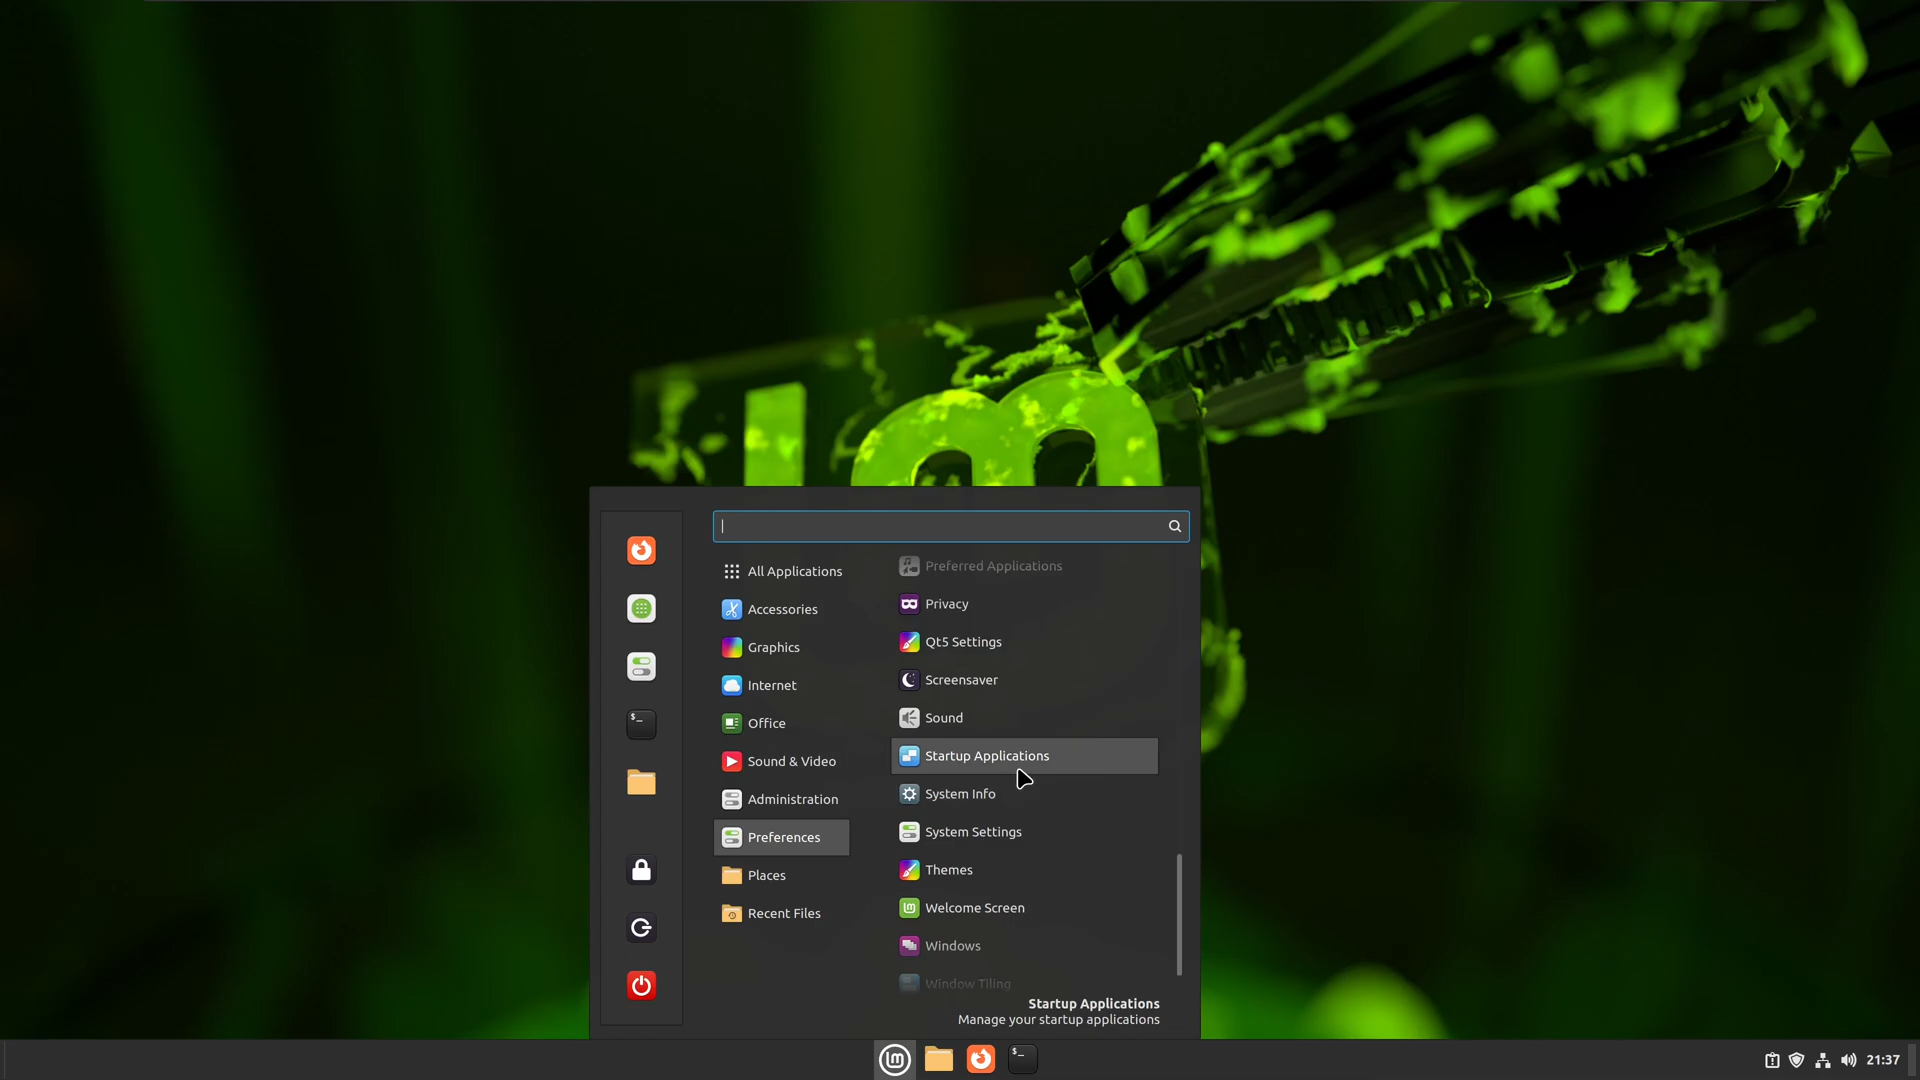 lm
All Applications
Accessories
Graphics
Internet
Office
Sound & Video
Administration
Preferences
Places
Recent Files
Preferred Applications
Privacy
Qt5 Settings
Screensaver
Sound
Startup Applications
System Info
System Settings
Themes
Welcome Screen
Windows
Window Tiling
Startup Applications
Manage your startup applications
21:37